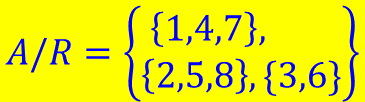 A/R = { {1,4,7},
{2,5,8}, {3,6} }